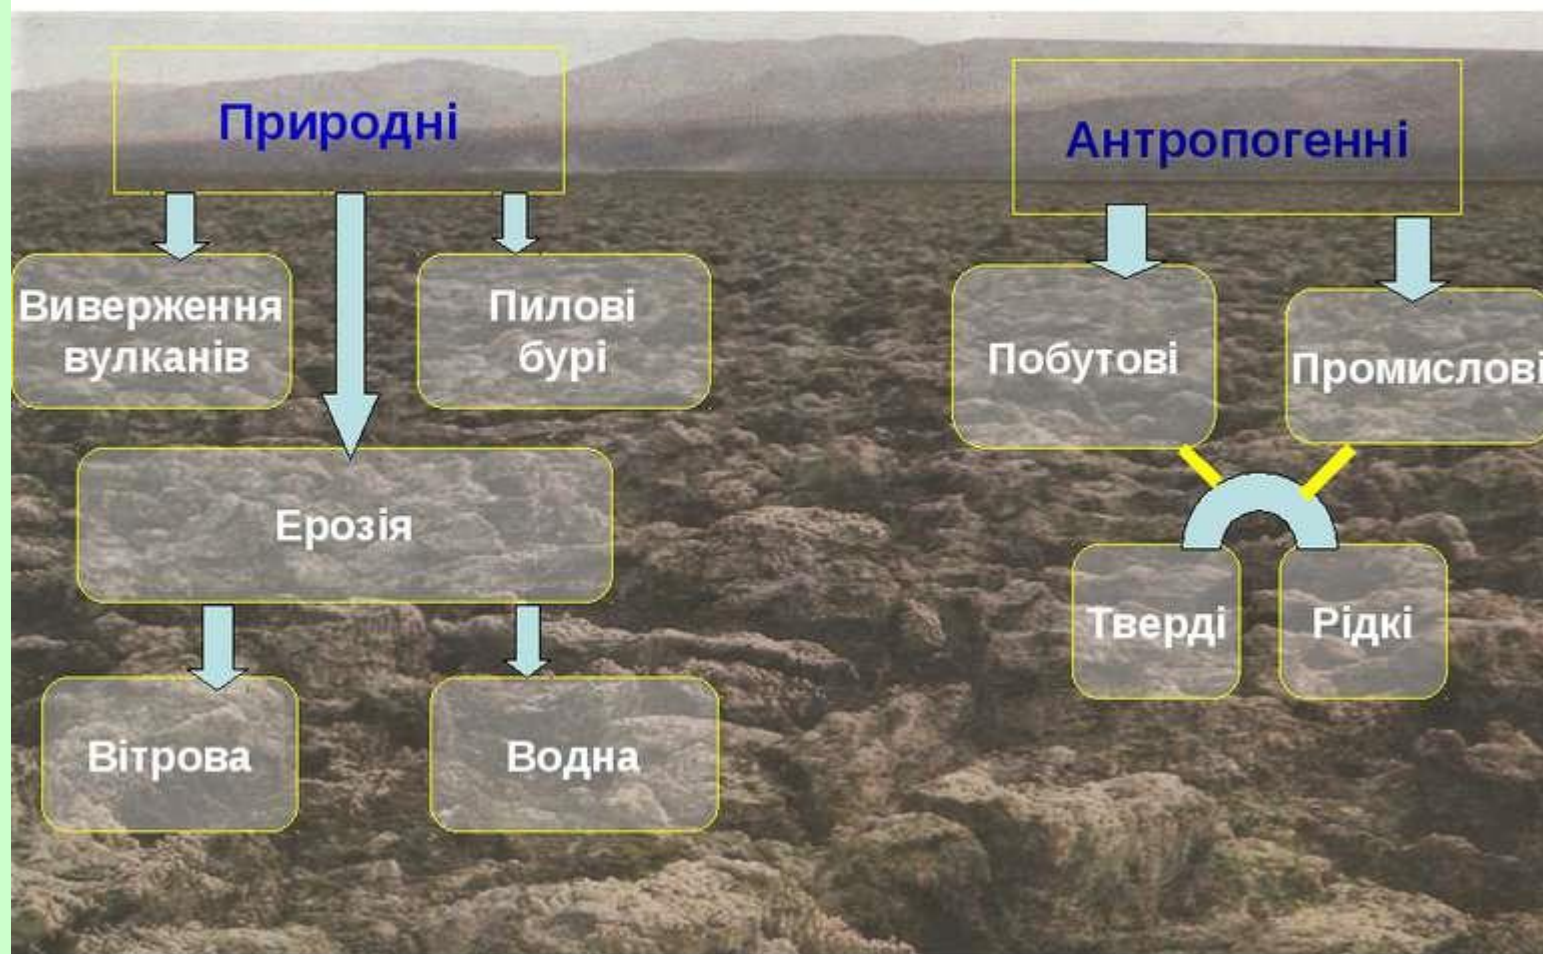 Природні
Антропогенні
Виверження
вулканів
Пилові
бурі
Побутові
Промислові
Ерозія
Тверді
Рідкі
Вітрова
Водна